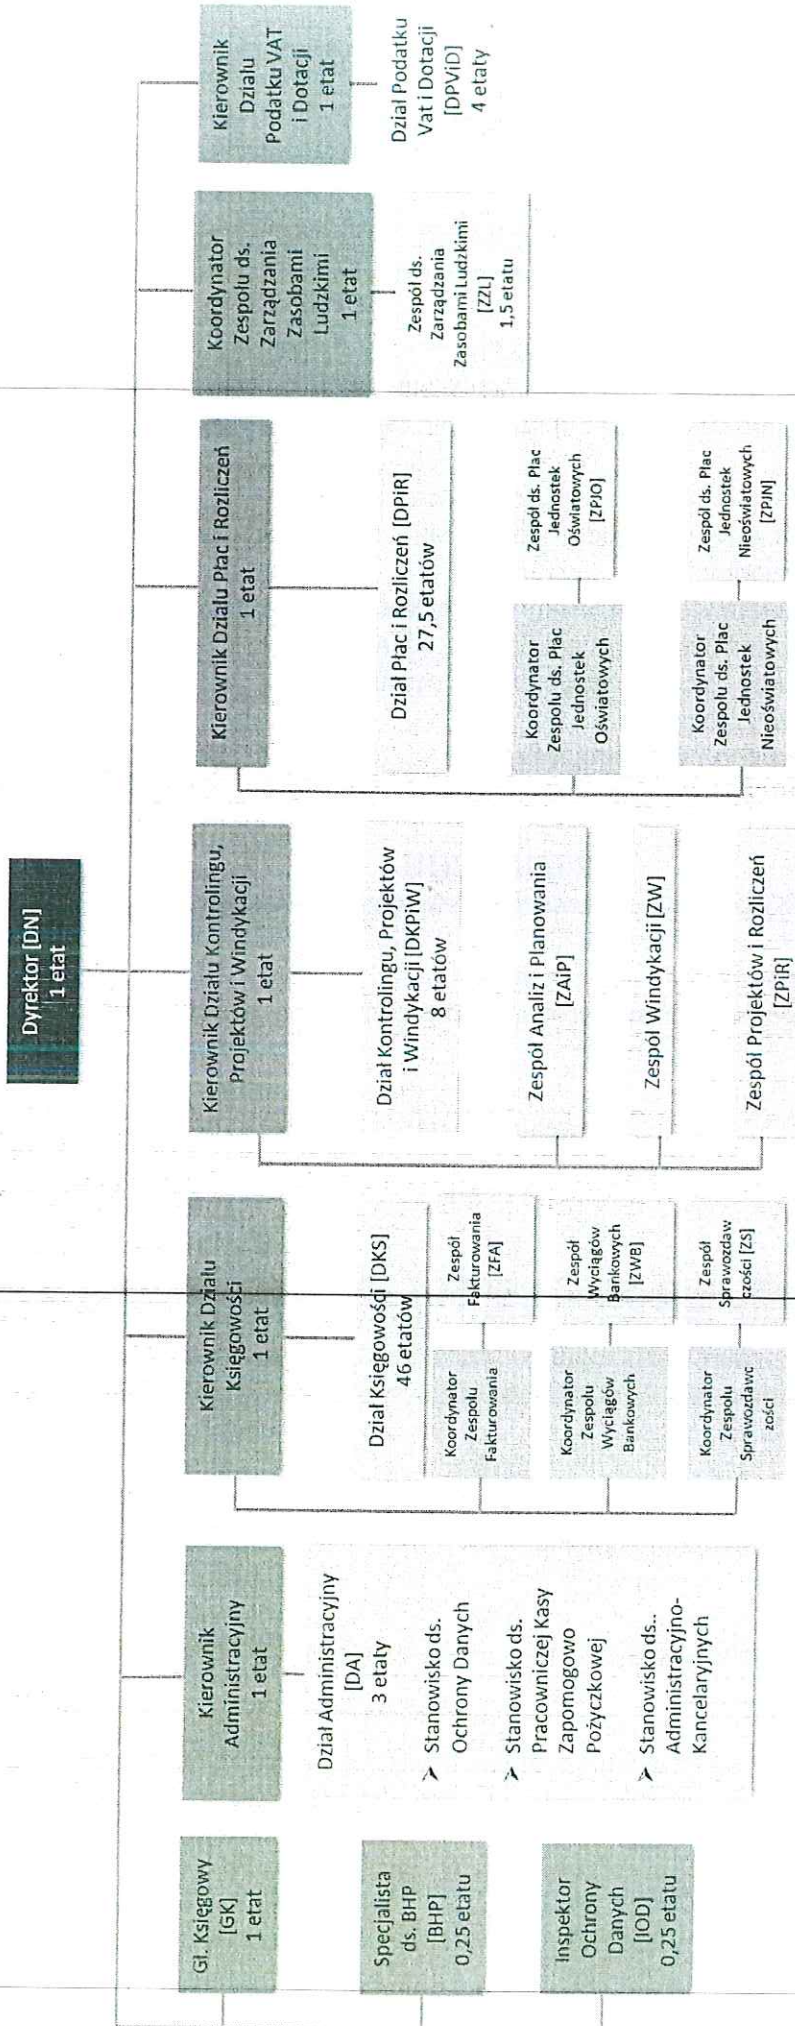 Dyrektor [DN]
1 etat
Gł. Księgowy
[GK]
1 etat
Specjalista
ds. BHP
[BHP]
0,25 etatu
Inspektor
Ochrony
Danych
[IOD]
0,25 etatu
Kierownik
Administracyjny
1 etat
Dział Administracyjny
[DA]
3 etaty
➢ Stanowisko ds.
Ochrony Danych
➢ Stanowisko ds.
Pracowniczej Kasy
Zapomogowo
Pożyczkowej
➢ Stanowisko ds..
Administracyjno-
Kancelaryjnych
Kierownik Działu
Księgowości
1 etat
Dział Księgowości [DKS]
46 etatów
Koordynator
Zespołu
Fakturowania
Zespół
Fakturowania
[ZFA]
Koordynator
Zespołu
Wyciągów
Bankowych
Zespół
Wyciągów
Bankowych
[ZWB]
Koordynator
Zespołu
Sprawozdawc
zości
Zespół
Sprawozdaw
czości [ZS]
Kierownik Działu Kontrolingu,
Projektów i Windykacji
1 etat
Dział Kontrolingu, Projektów
i Windykacji [DKPiW]
8 etatów
Zespół Analiz i Planowania
[ZAiP]
Zespół Windykacji [ZW]
Zespół Projektów i Rozliczeń
[ZPiR]
Kierownik Działu Płac i Rozliczeń
1 etat
Dział Płac i Rozliczeń [DPiR]
27,5 etatów
Koordynator
Zespołu ds. Płac
Jednostek
Oświatowych
Zespół ds. Płac
Jednostek
Oświatowych
[ZPJO]
Koordynator
Zespołu ds. Płac
Jednostek
Nieoświatowych
Zespół ds. Płac
Jednostek
Nieoświatowych
[ZPJN]
Koordynator
Zespołu ds.
Zarządzania
Zasobami
Ludzkimi
1 etat
Zespół ds.
Zarządzania
Zasobami Ludzkimi
[ZZL]
1,5 etatu
Kierownik
Działu
Podatku VAT
i Dotacji
1 etat
Dział Podatku
Vat i Dotacji
[DPViD]
4 etaty